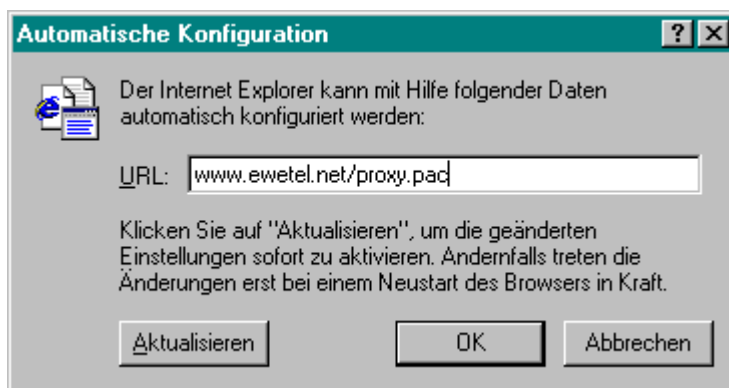 Automatische Konfiguration
Der Internet Explorer kann mit Hilfe folgender Daten
automatisch konfiguriert werden:
URL: www.ewetel.net/proxy.pac
Klicken Sie auf "Aktualisieren", um die geänderten
Einstellungen sofort zu aktivieren. Andernfalls treten die
Änderungen erst bei einem Neustart des Browsers in Kraft.
Aktualisieren OK Abbrechen